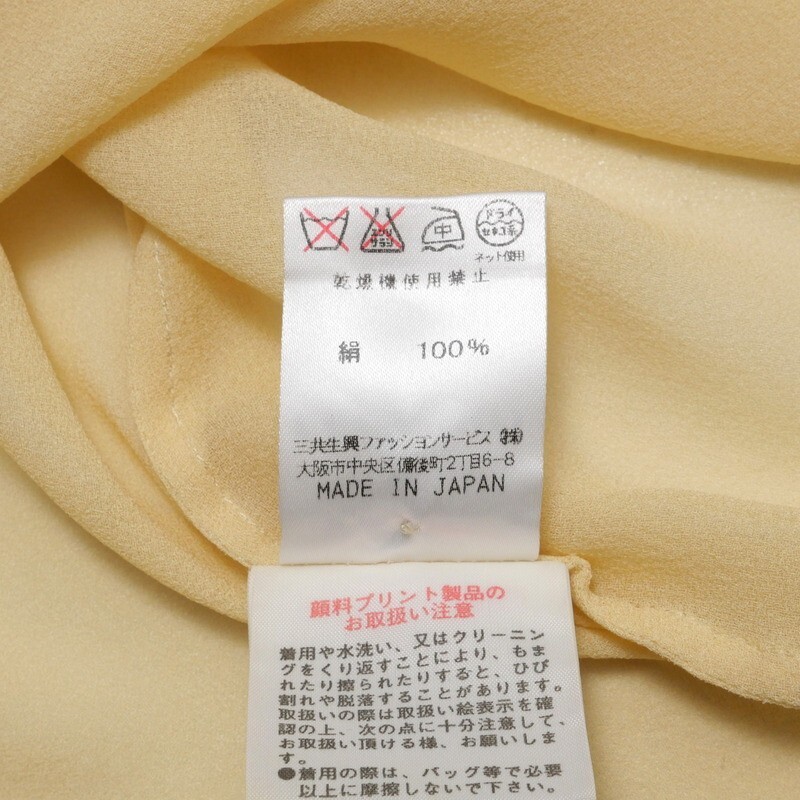 エンソ サラシ 中 ドライ セキユ系
ネット使用
乾燥機使用禁止
絹 100%
三共生興ファッションサービス ㈱
大阪市中央区備後町2丁目6-8
MADE IN JAPAN
顔料プリント製品の
お取扱い注意
着用や水洗い、又はクリーニン
グをくり返すことにより、もま
れたり擦られたりすると、ひび
割れや脱落することがあります。
取扱いの際は取扱い絵表示を確
認の上、次の点に十分注意して、
お取扱い頂ける様、お願いしま
す。
●着用の際は、バッグ等で必要
以上に摩擦しないで下さい。